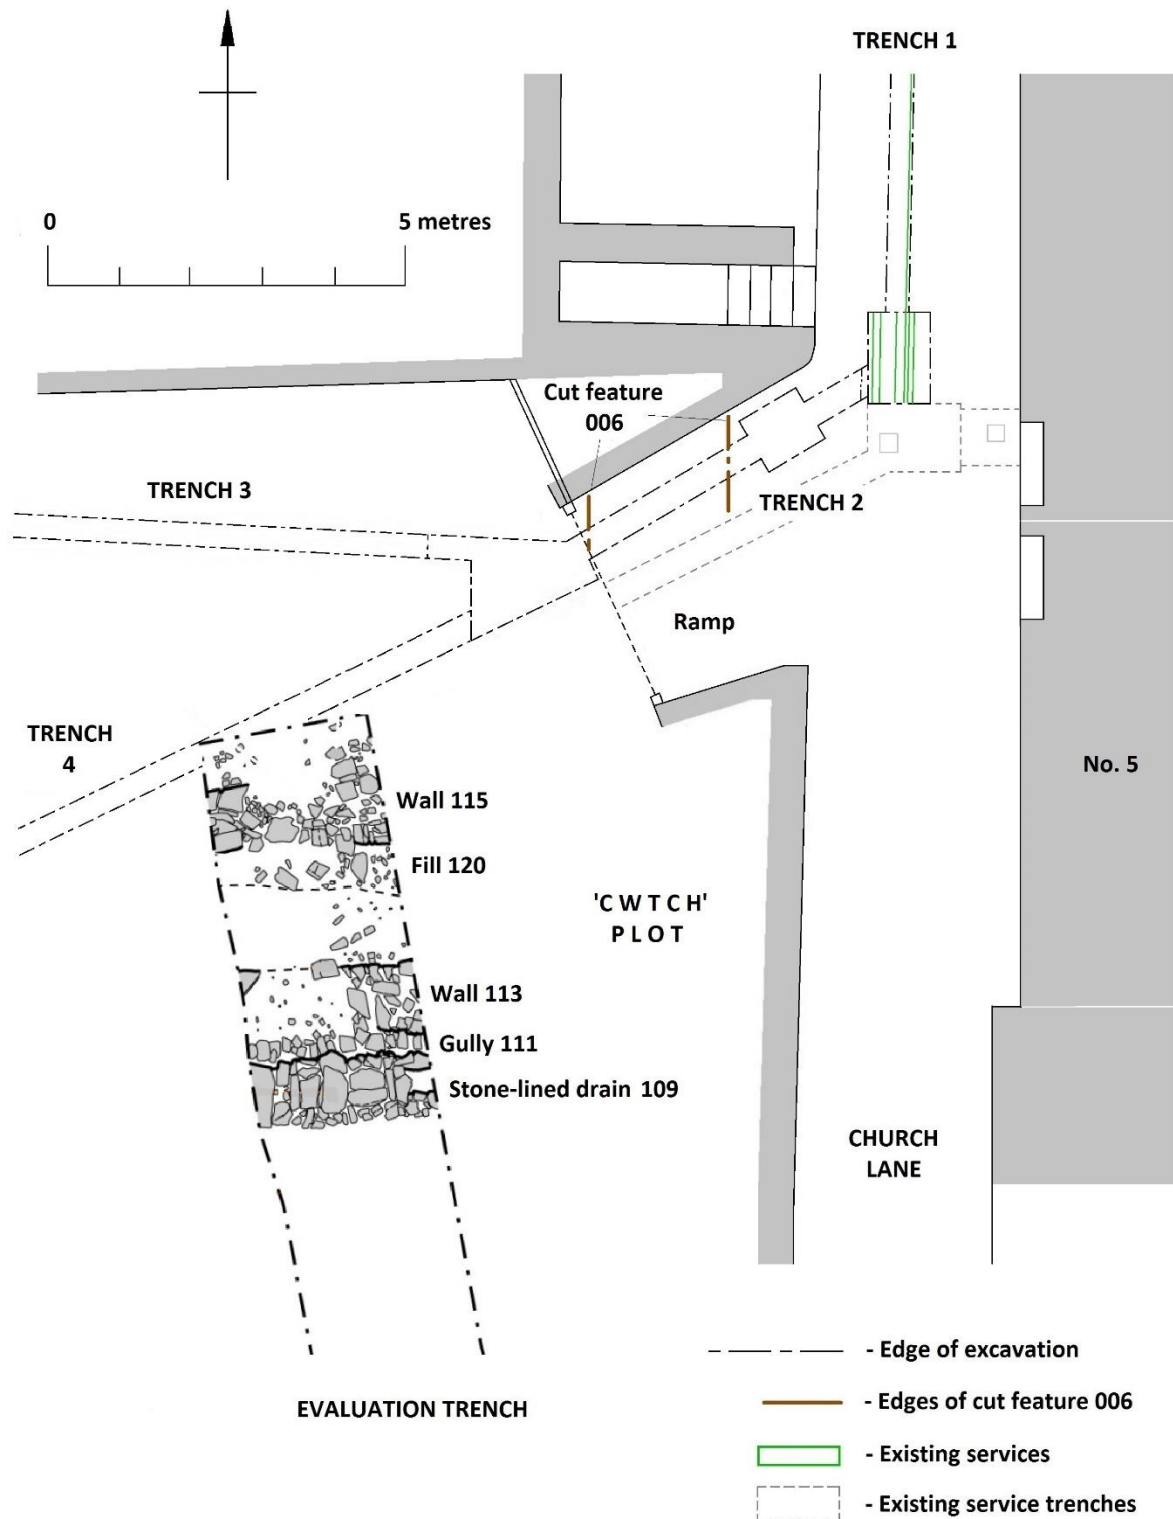 TRENCH 1
0
5 metres
Cut feature
006
TRENCH 3
TRENCH 2
Ramp
TRENCH
4
Wall 115
Fill 120
'C W T C H'
P L O T
No. 5
Wall 113
Gully 111
Stone-lined drain 109
CHURCH
LANE
EVALUATION TRENCH
- Edge of excavation
- Edges of cut feature 006
- Existing services
- Existing service trenches